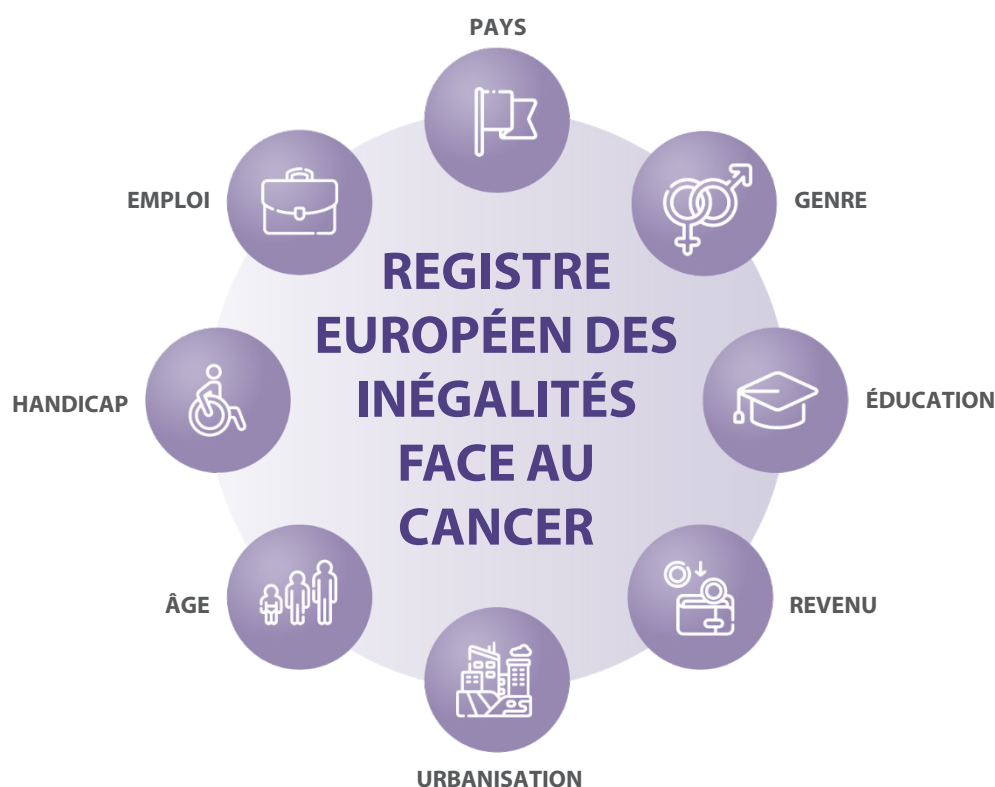 PAYS
EMPLOI
GENRE
REGISTRE
EUROPÉEN DES
INÉGALITÉS
FACE AU
CANCER
HANDICAP
ÉDUCATION
ÂGE
REVENU
URBANISATION